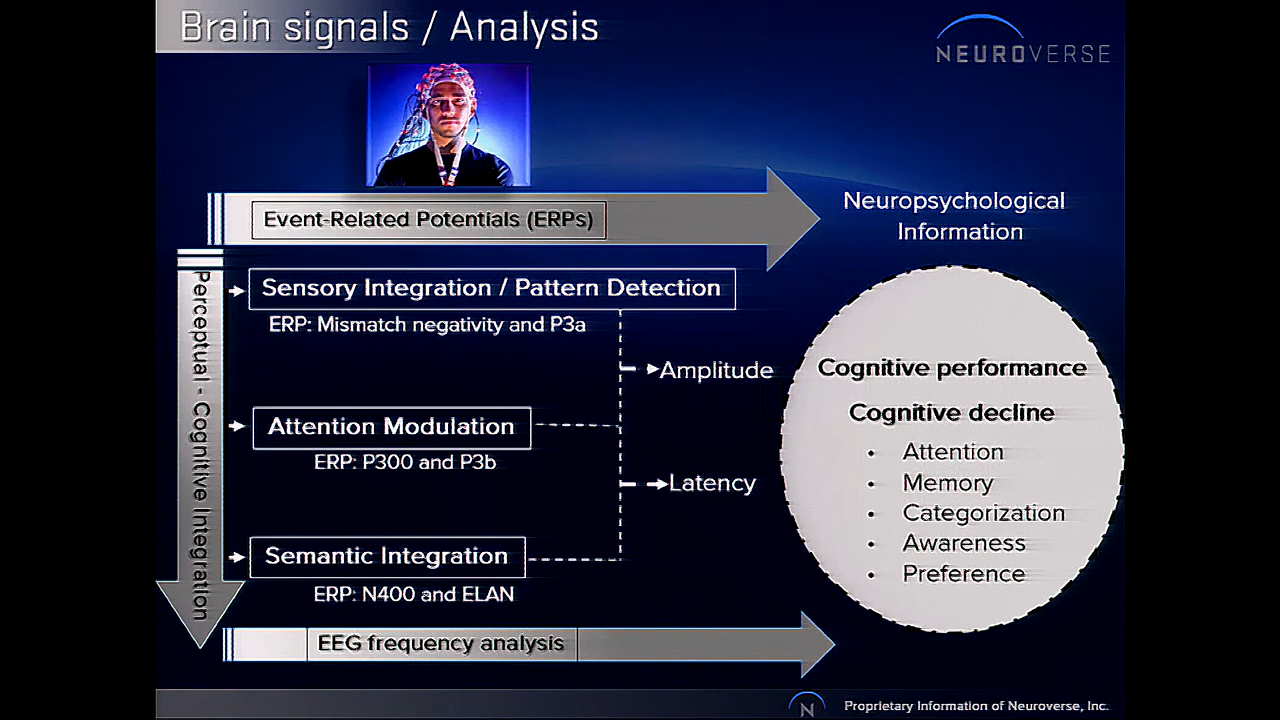 Brain signals / Analysis
NEUROVERSE
Event-Related Potentials (ERPs)
Neuropsychological
Information
Perceptual - Cognitive Integration
Sensory Integration / Pattern Detection
ERP: Mismatch negativity and P3a
Amplitude
Attention Modulation
ERP: P300 and P3b
Latency
Semantic Integration
ERP: N400 and ELAN
Cognitive performance
Cognitive decline
• Attention
• Memory
• Categorization
• Awareness
• Preference
EEG frequency analysis
N
Proprietary Information of Neuroverse, Inc.